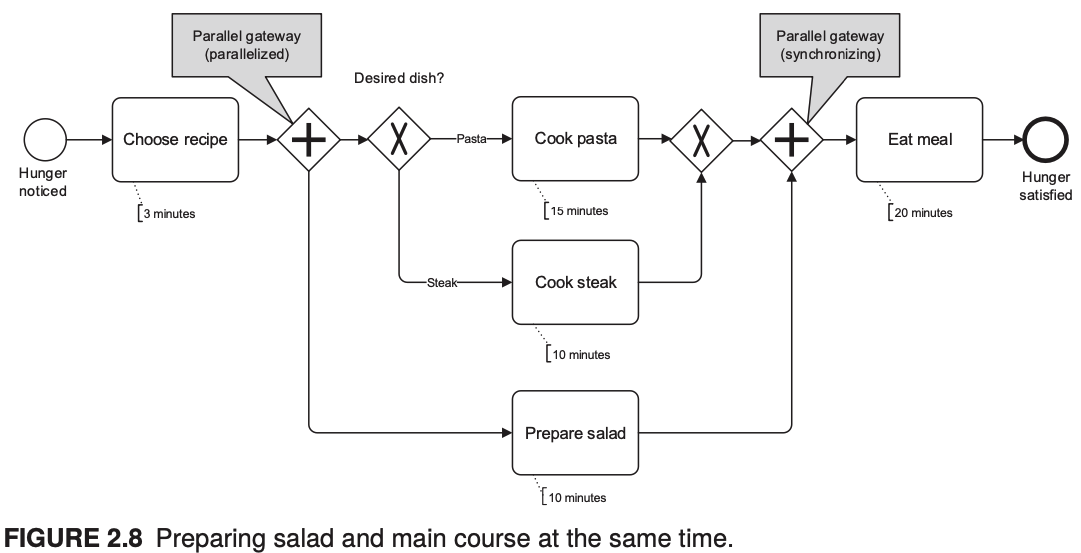 Parallel gateway
(parallelized)
Parallel gateway
(synchronizing)
Desired dish?
Hunger
noticed
Choose recipe
3 minutes
Pasta
Cook pasta
15 minutes
Eat meal
20 minutes
Hunger
satisfied
Steak
Cook steak
10 minutes
Prepare salad
10 minutes
FIGURE 2.8 Preparing salad and main course at the same time.